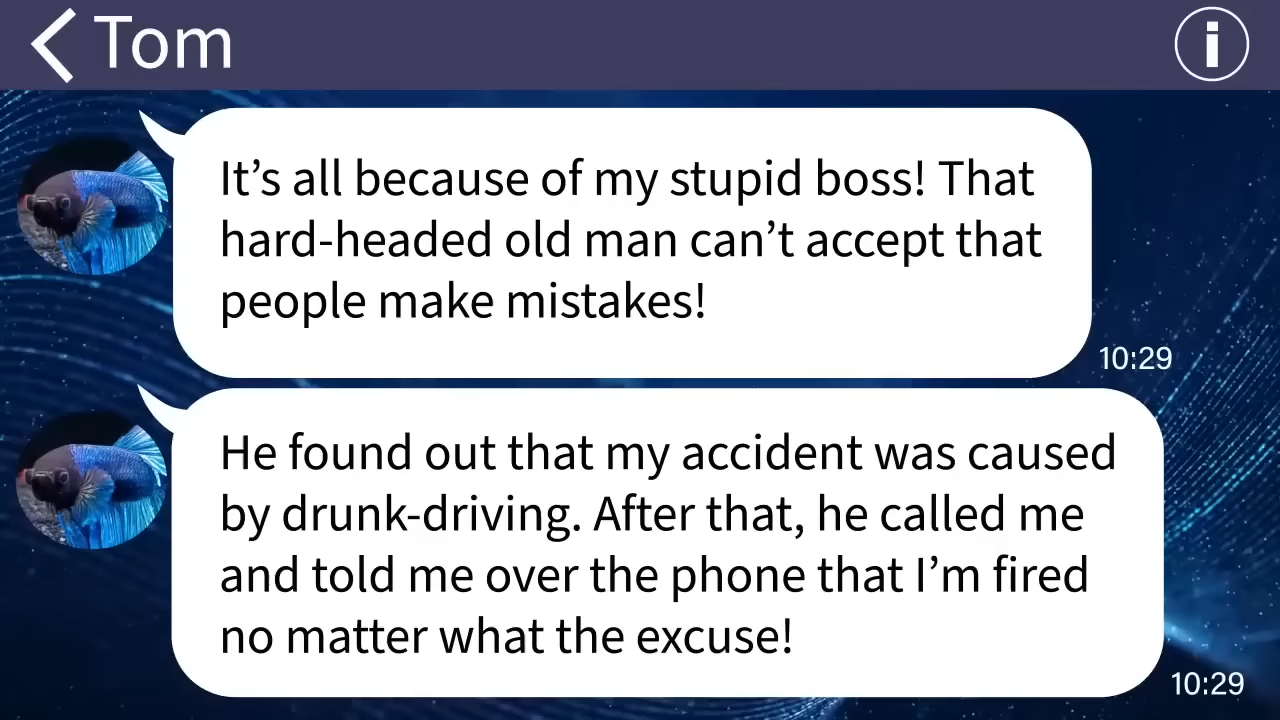 Tom
It’s all because of my stupid boss! That
hard-headed old man can’t accept that
people make mistakes!
10:29
He found out that my accident was caused
by drunk-driving. After that, he called me
and told me over the phone that I’m fired
no matter what the excuse!
10:29